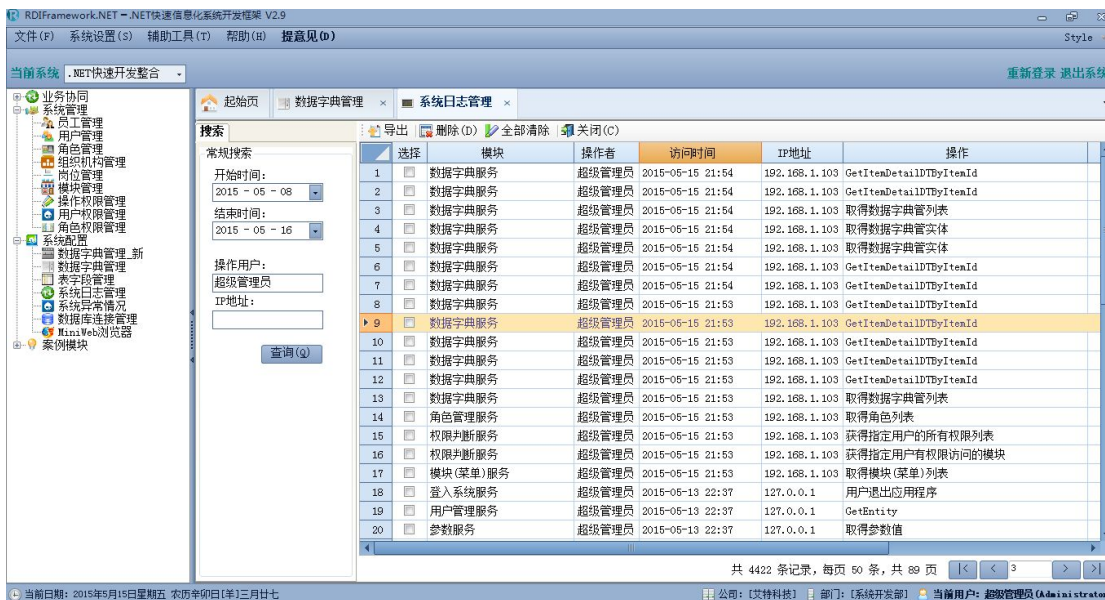 RDIFramework.NET ━ .NET快速信息化系统开发框架 V2.9
文件(F) 系统设置(S) 辅助工具(T) 帮助(H) 提意见(O) Style
当前系统 .NET快速开发整合 重新登录 退出系统
业务协同
系统管理
员工管理
用户管理
角色管理
组织机构管理
岗位管理
模块管理
操作权限管理
用户权限管理
角色权限管理
系统配置
数据字典管理_新
数据字典管理
表字段管理
系统日志管理
系统异常情况
数据库连接管理
MiniWeb浏览器
案例模块
起始页 数据字典管理 × 系统日志管理 ×
搜索
常规搜索
开始时间:
2015 - 05 - 08
结束时间:
2015 - 05 - 16
操作用户:
超级管理员
IP地址:
查询(Q)
导出 删除(D) 全部清除 关闭(C)
选择 模块 操作者 访问时间 IP地址 操作
1 数据字典服务 超级管理员 2015-05-15 21:54 192.168.1.103 GetItemDetailDTByItemId
2 数据字典服务 超级管理员 2015-05-15 21:54 192.168.1.103 GetItemDetailDTByItemId
3 数据字典服务 超级管理员 2015-05-15 21:54 192.168.1.103 取得数据字典管列表
4 数据字典服务 超级管理员 2015-05-15 21:54 192.168.1.103 取得数据字典管实体
5 数据字典服务 超级管理员 2015-05-15 21:54 192.168.1.103 取得数据字典管实体
6 数据字典服务 超级管理员 2015-05-15 21:54 192.168.1.103 GetItemDetailDTByItemId
7 数据字典服务 超级管理员 2015-05-15 21:54 192.168.1.103 GetItemDetailDTByItemId
8 数据字典服务 超级管理员 2015-05-15 21:53 192.168.1.103 GetItemDetailDTByItemId
9 数据字典服务 超级管理员 2015-05-15 21:53 192.168.1.103 GetItemDetailDTByItemId
10 数据字典服务 超级管理员 2015-05-15 21:53 192.168.1.103 GetItemDetailDTByItemId
11 数据字典服务 超级管理员 2015-05-15 21:53 192.168.1.103 GetItemDetailDTByItemId
12 数据字典服务 超级管理员 2015-05-15 21:53 192.168.1.103 GetItemDetailDTByItemId
13 数据字典服务 超级管理员 2015-05-15 21:53 192.168.1.103 取得数据字典管列表
14 角色管理服务 超级管理员 2015-05-15 21:53 192.168.1.103 取得角色列表
15 权限判断服务 超级管理员 2015-05-15 21:53 192.168.1.103 获得指定用户的所有权限列表
16 权限判断服务 超级管理员 2015-05-15 21:53 192.168.1.103 获得指定用户有权限访问的模块
17 模块(菜单)服务 超级管理员 2015-05-15 21:53 192.168.1.103 取得模块(菜单)列表
18 登入系统服务 超级管理员 2015-05-13 22:37 127.0.0.1 用户退出应用程序
19 用户管理服务 超级管理员 2015-05-13 22:37 127.0.0.1 GetEntity
20 参数服务 超级管理员 2015-05-13 22:37 127.0.0.1 取得参数值
共 4422 条记录，每页 50 条，共 89 页 |< < 3 > >|
当前日期: 2015年5月15日星期五 农历辛卯日[羊]三月廿七 公司: [艾特科技] 部门: [系统开发部] 当前用户: 超级管理员(Administrator